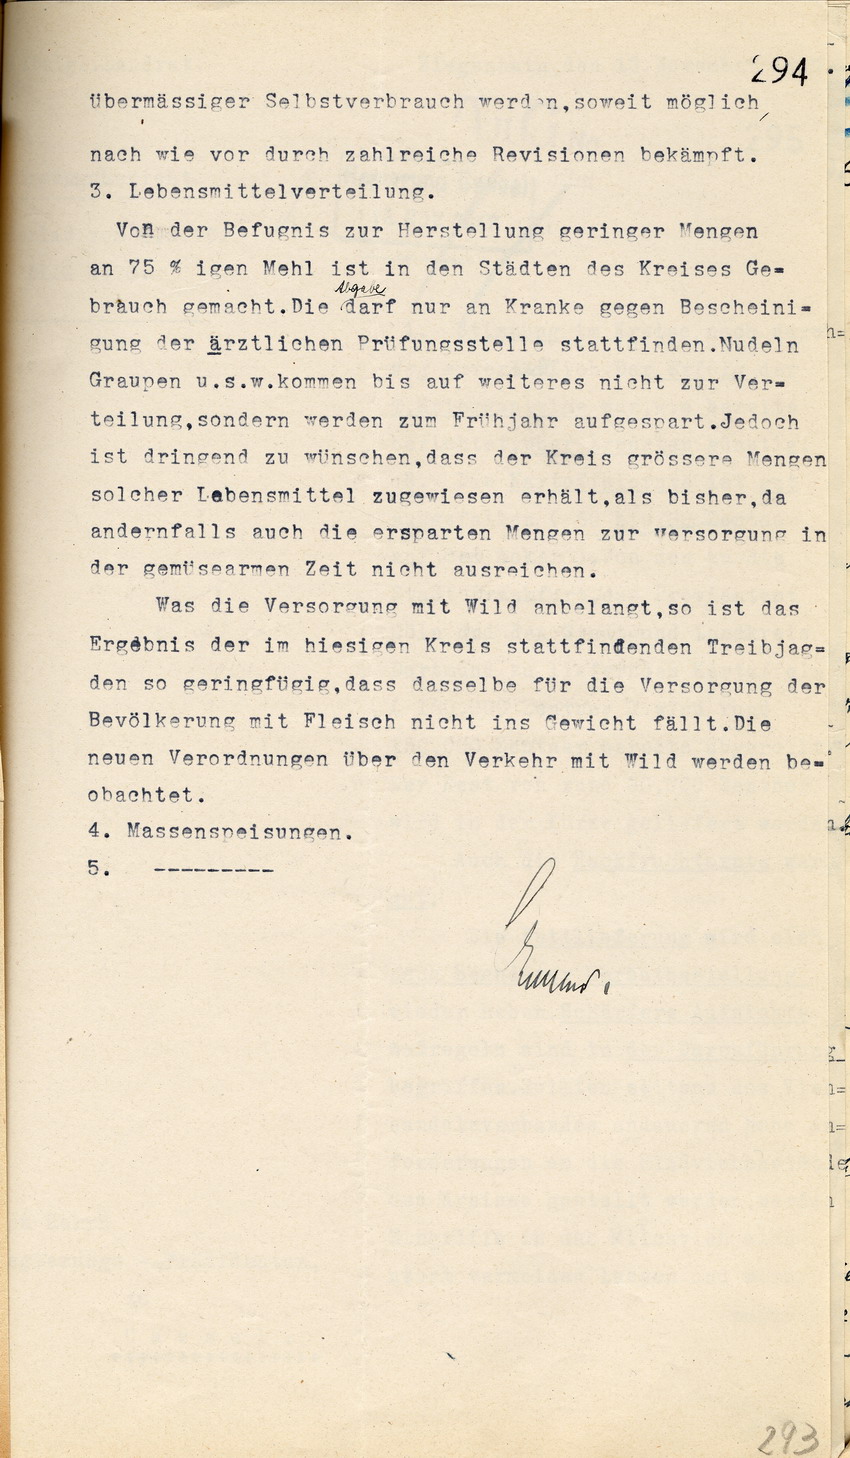 294
übermässiger Selbstverbrauch werden,soweit möglich
nach wie vor durch zahlreiche Revisionen bekämpft.
3. Lebensmittelverteilung.
Von der Befugnis zur Herstellung geringer Mengen
an 75 % igen Mehl ist in den Städten des Kreises Ge=
Abgabe
brauch gemacht.Die darf nur an Kranke gegen Bescheini=
gung der ärztlichen Prüfungsstelle stattfinden.Nudeln
Graupen u.s.w.kommen bis auf weiteres nicht zur Ver=
teilung,sondern werden zum Frühjahr aufgespart.Jedoch
ist dringend zu wünschen,dass der Kreis grössere Mengen
solcher Lebensmittel zugewiesen erhält,als bisher,da
andernfalls auch die ersparten Mengen zur Versorgung in
der gemüsearmen Zeit nicht ausreichen.
Was die Versorgung mit Wild anbelangt,so ist das
Ergebnis der im hiesigen Kreis stattfindenden Treibjag=
den so geringfügig,dass dasselbe für die Versorgung der
Bevölkerung mit Fleisch nicht ins Gewicht fällt.Die
neuen Verordnungen über den Verkehr mit Wild werden be=
obachtet.
4. Massenspeisungen.
5. ---------
293